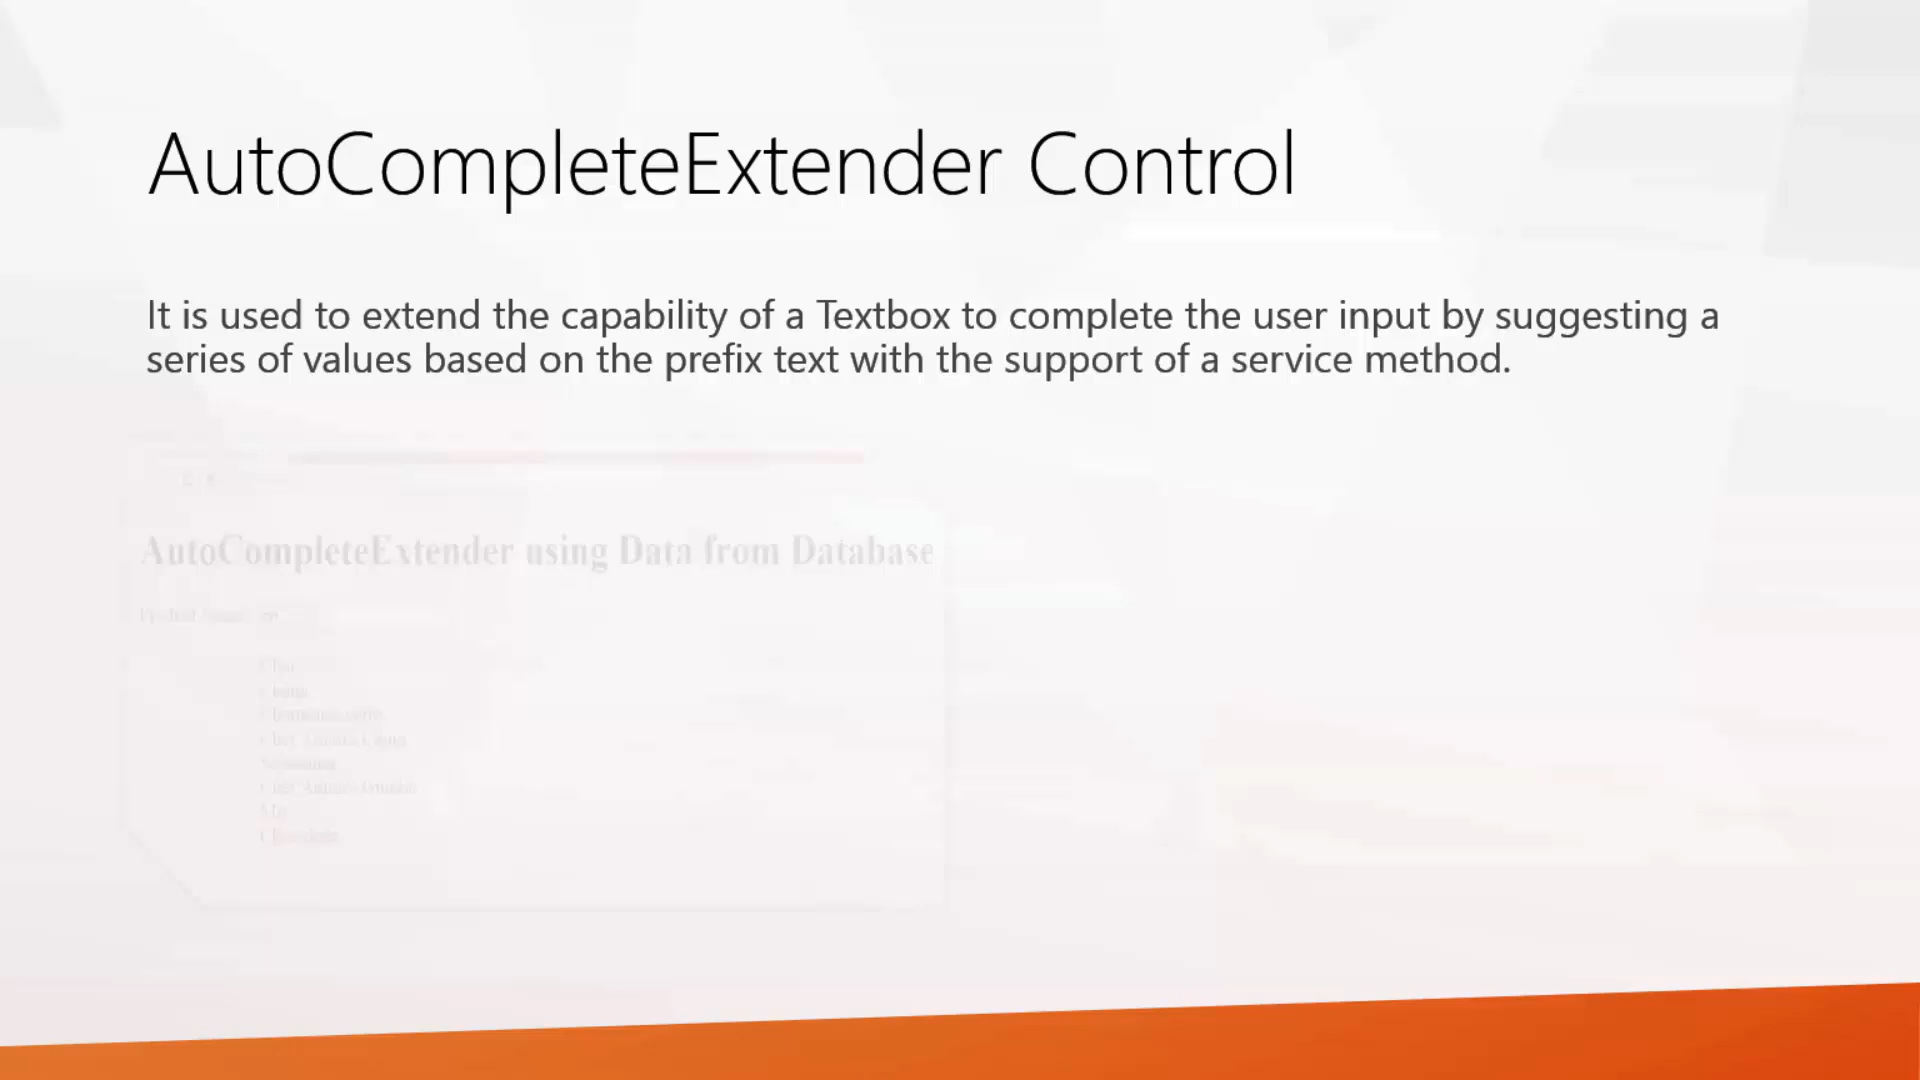 AutoCompleteExtender Control
It is used to extend the capability of a Textbox to complete the user input by suggesting a
series of values based on the prefix text with the support of a service method.
AutoCompleteExtender using Data from Database